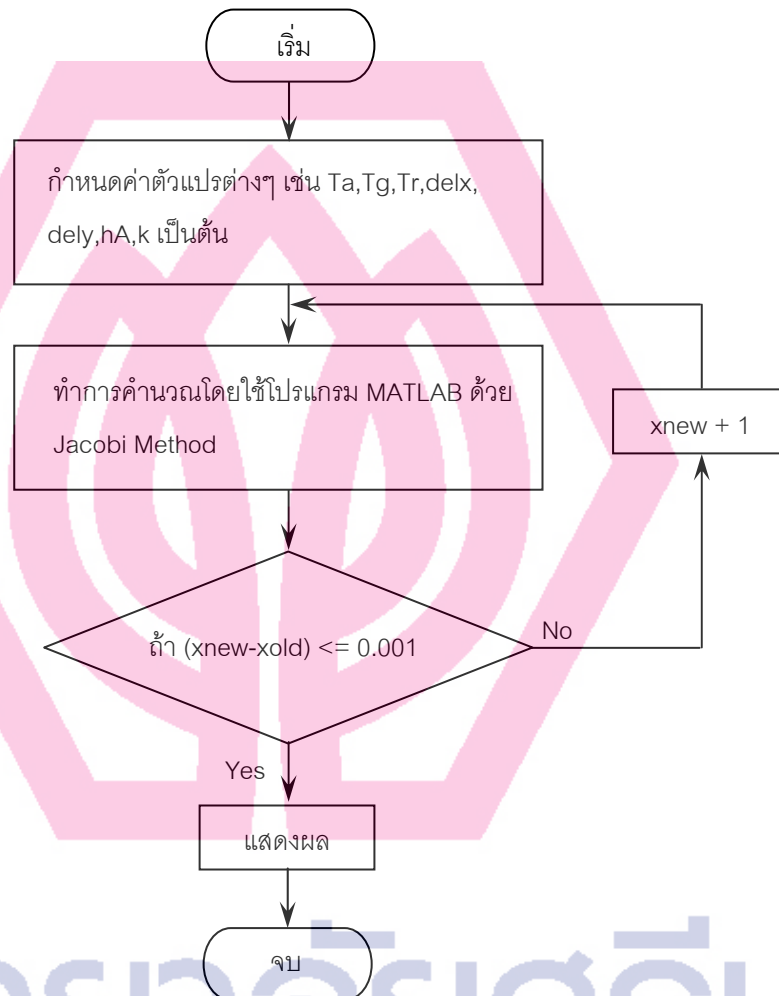 เริ่ม
กำหนดค่าตัวแปรต่างๆ เช่น Ta,Tg,Tr,delx,
dely,hA,k เป็นต้น
ทำการคำนวณโดยใช้โปรแกรม MATLAB ด้วย
Jacobi Method
xnew + 1
ถ้า (xnew-xold) <= 0.001
No
Yes
แสดงผล
จบ